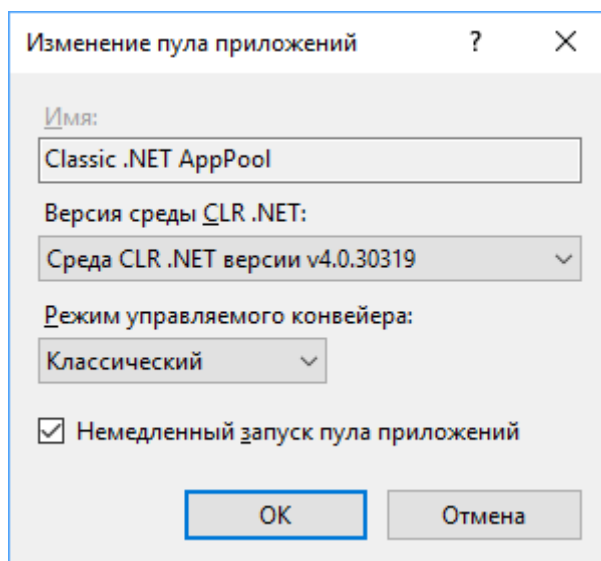 Изменение пула приложений
?
Имя:
Classic .NET AppPool
Версия среды CLR .NET:
Среда CLR .NET версии v4.0.30319
Режим управляемого конвейера:
Классический
Немедленный запуск пула приложений
ОК
Отмена